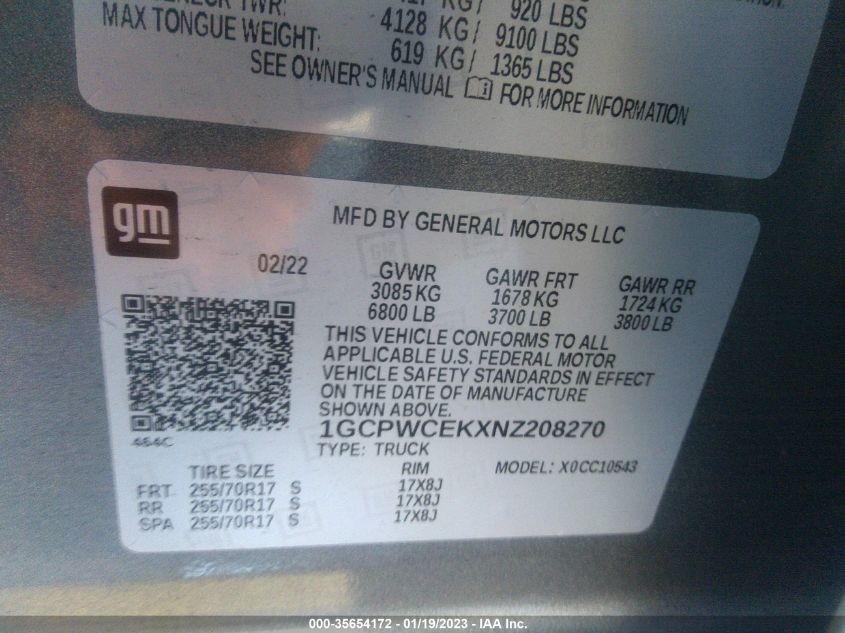 TWR:
920 LBS
MAX TONGUE WEIGHT: 4128 KG/ 9100 LBS
619 KG/ 1365 LBS
SEE OWNER'S MANUAL FOR MORE INFORMATION
gm
MFD BY GENERAL MOTORS LLC
02/22
GVWR GAWR FRT GAWR RR
3085 KG 1678 KG 1724 KG
6800 LB 3700 LB 3800 LB
THIS VEHICLE CONFORMS TO ALL
APPLICABLE U.S. FEDERAL MOTOR
VEHICLE SAFETY STANDARDS IN EFFECT
ON THE DATE OF MANUFACTURE
SHOWN ABOVE.
464C
1GCPWCEKXNZ208270
TYPE: TRUCK MODEL: X0CC10543
TIRE SIZE RIM
FRT 255/70R17 S 17X8J
RR 255/70R17 S 17X8J
SPA 255/70R17 S 17X8J
000-35654172 - 01/19/2023 - IAA Inc.